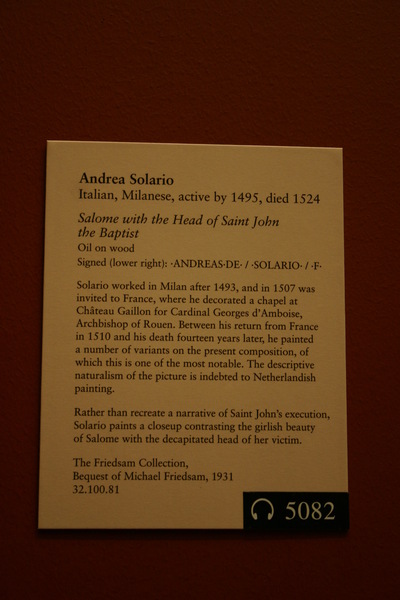 Andrea Solario
Italian, Milanese, active by 1495, died 1524
Salome with the Head of Saint John
the Baptist
Oil on wood
Signed (lower right): ·ANDREAS·DE· / ·SOLARIO· / ·F·
Solario worked in Milan after 1493, and in 1507 was
invited to France, where he decorated a chapel at
Château Gaillon for Cardinal Georges d'Amboise,
Archbishop of Rouen. Between his return from France
in 1510 and his death fourteen years later, he painted
a number of variants on the present composition, of
which this is one of the most notable. The descriptive
naturalism of the picture is indebted to Netherlandish
painting.
Rather than recreate a narrative of Saint John's execution,
Solario paints a closeup contrasting the girlish beauty
of Salome with the decapitated head of her victim.
The Friedsam Collection,
Bequest of Michael Friedsam, 1931
32.100.81
5082